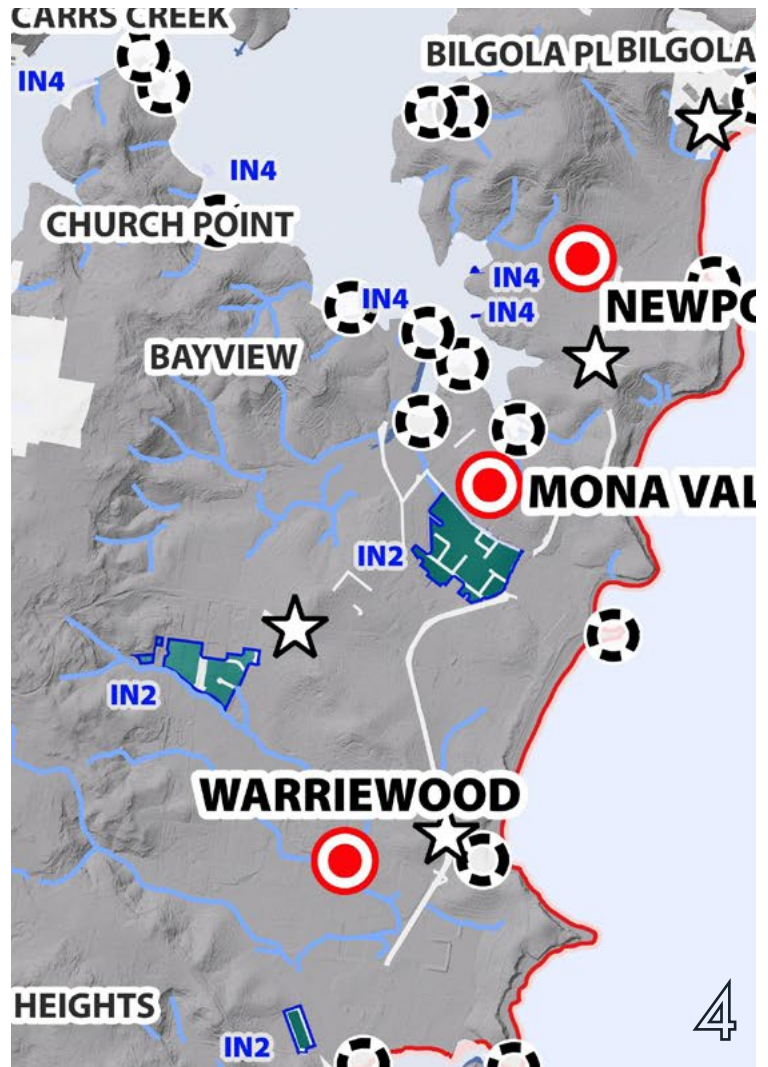 CARRS CREEK
BILGOLA PL
BILGOLA
IN4
IN4
CHURCH POINT
IN4
IN4
IN4
NEWPO
BAYVIEW
MONA VAL
IN2
IN2
WARRIEWOOD
HEIGHTS
IN2
4